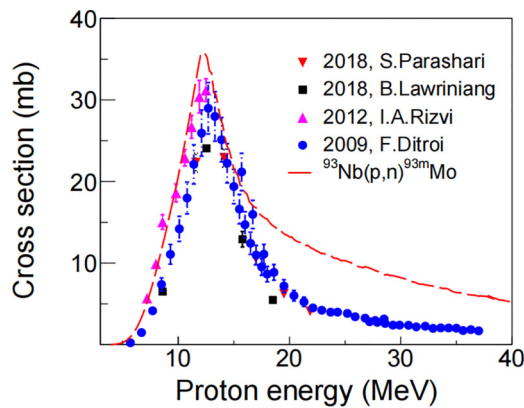 40
30
20
10
Cross section (mb)
2018, S.Parashari
2018, B.Lawriniang
2012, I.A.Rizvi
2009, F.Ditroi
⁹³Nb(p,n)⁹³ᵐMo
10 20 30 40
Proton energy (MeV)